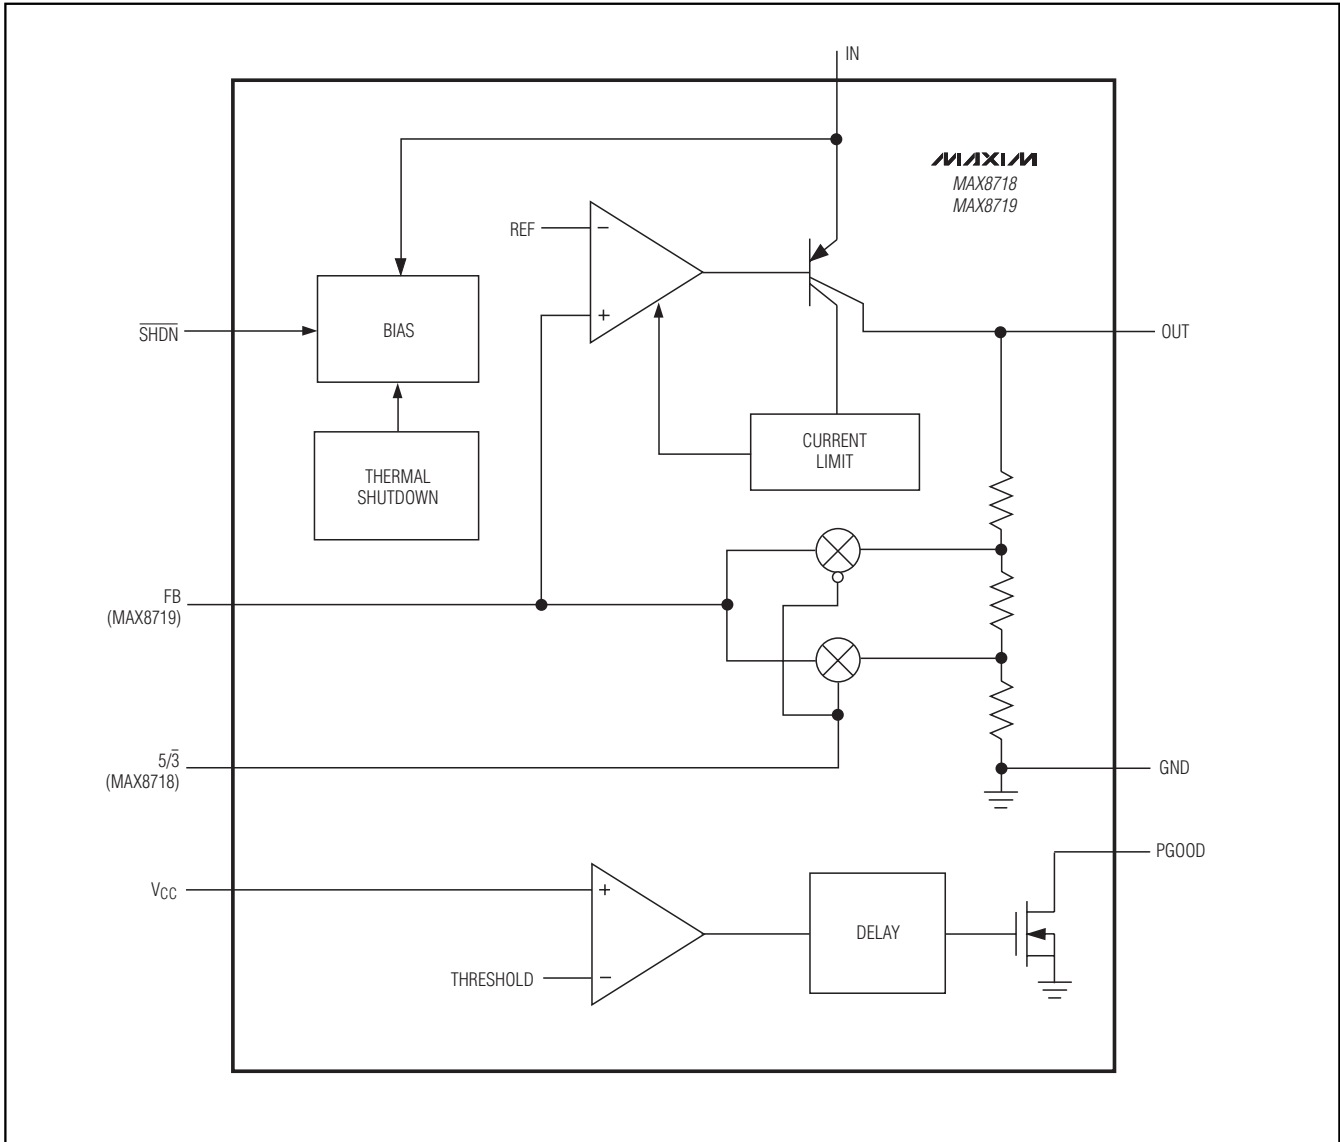 IN
MAXIM
MAX8718
MAX8719
REF
−
+
SHDN
BIAS
OUT
CURRENT
LIMIT
THERMAL
SHUTDOWN
FB
(MAX8719)
5/3̅
(MAX8718)
GND
PGOOD
VCC
+
DELAY
THRESHOLD
−